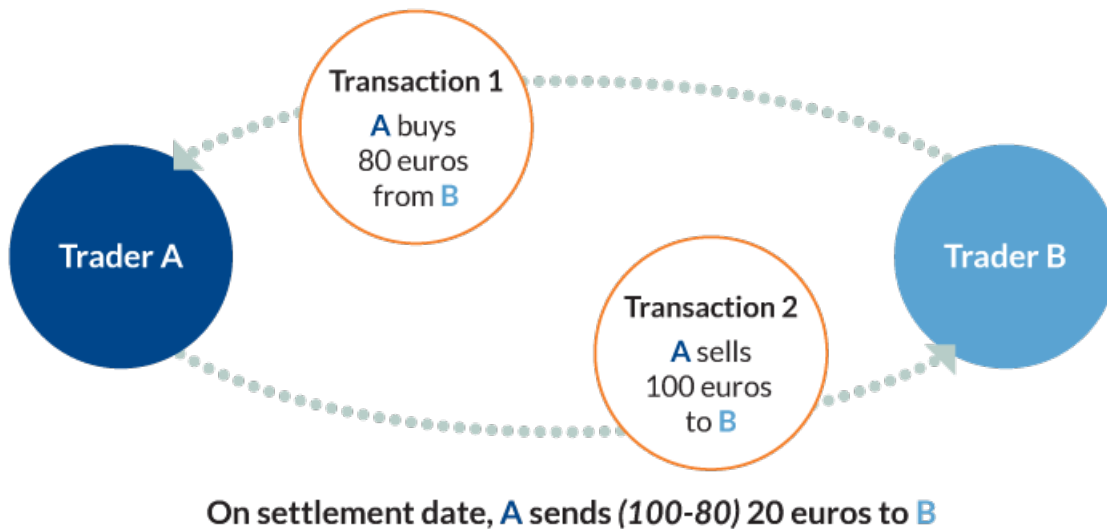 Transaction 1
A buys
80 euros
from B
Trader A
Trader B
Transaction 2
A sells
100 euros
to B
On settlement date, A sends (100-80) 20 euros to B